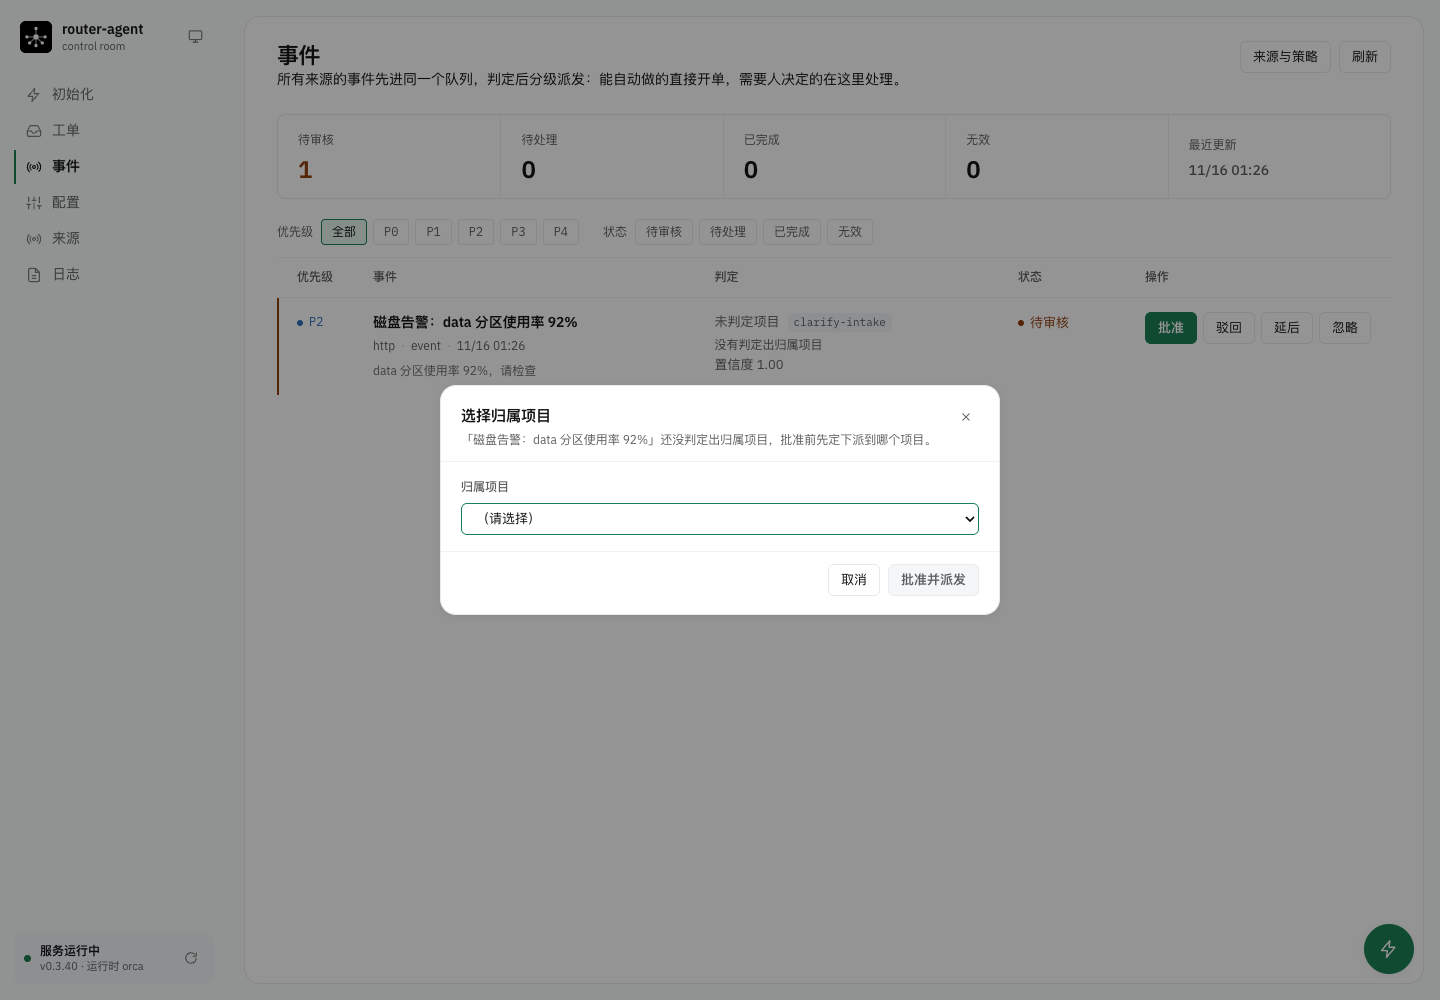 router-agent
control room
初始化
工单
事件
配置
来源
日志
服务运行中
v0.3.40 · 运行时 orca
事件
所有来源的事件先进同一个队列，判定后分级派发：能自动做的直接开单，需要人决定的在这里处理。
来源与策略 刷新
待审核 待处理 已完成 无效 最近更新
1 0 0 0 11/16 01:26
优先级 全部 P0 P1 P2 P3 P4 状态 待审核 待处理 已完成 无效
优先级 事件 判定 状态 操作
P2 磁盘告警：data 分区使用率 92% 未判定项目 clarify-intake 待审核 批准 驳回 延后 忽略
http · event · 11/16 01:26 没有判定出归属项目
data 分区使用率 92%，请检查 置信度 1.00
选择归属项目 ×
「磁盘告警：data 分区使用率 92%」还没判定出归属项目，批准前先定下派到哪个项目。
归属项目
（请选择）
取消 批准并派发